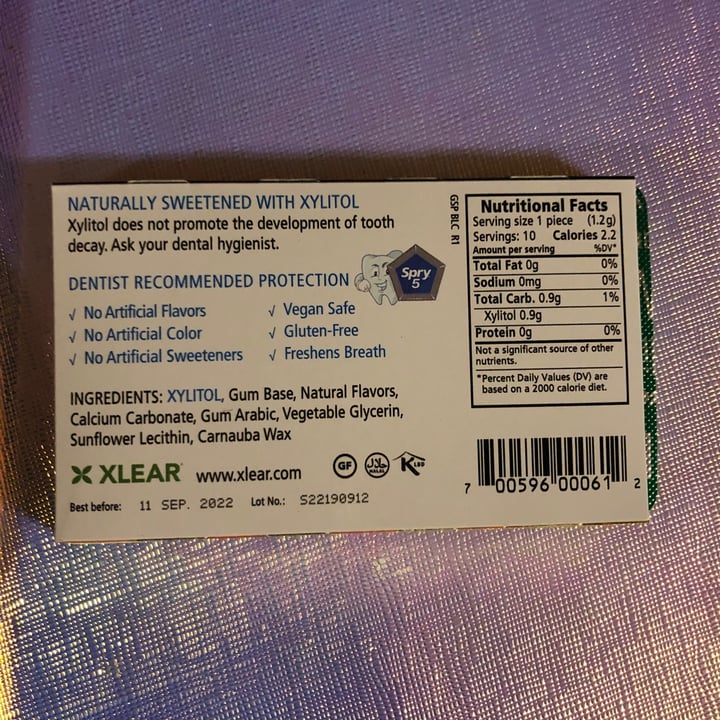 NATURALLY SWEETENED WITH XYLITOL
Xylitol does not promote the development of tooth
decay. Ask your dental hygienist.
DENTIST RECOMMENDED PROTECTION
Spry
5
√ No Artificial Flavors
√ No Artificial Color
√ No Artificial Sweeteners
√ Vegan Safe
√ Gluten-Free
√ Freshens Breath
INGREDIENTS: XYLITOL, Gum Base, Natural Flavors,
Calcium Carbonate, Gum Arabic, Vegetable Glycerin,
Sunflower Lecithin, Carnauba Wax
XLEAR® www.xlear.com
GF
HALAL
K LBD
Best before: 11 SEP. 2022 Lot No.: S22190912
GSP BLC R1
Nutritional Facts
Serving size 1 piece (1.2g)
Servings: 10 Calories 2.2
Amount per serving %DV*
Total Fat 0g 0%
Sodium 0mg 0%
Total Carb. 0.9g 1%
Xylitol 0.9g
Protein 0g 0%
Not a significant source of other
nutrients.
*Percent Daily Values (DV) are
based on a 2000 calorie diet.
7 00596 00061 2